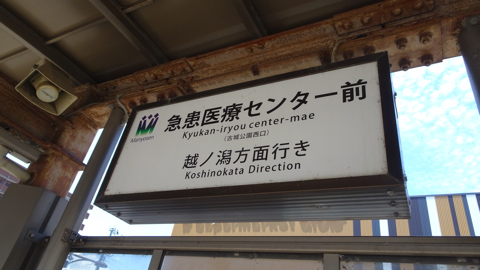 Manyosen
急患医療センター前
Kyukan-iryou center-mae
(古城公園西口)
越ノ潟方面行き
Koshinokata Direction